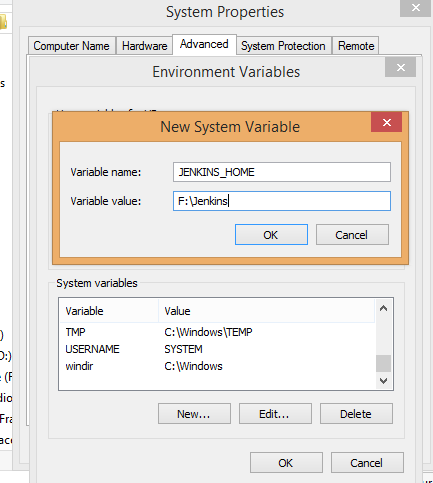 System Properties
Computer Name Hardware Advanced System Protection Remote
Environment Variables
New System Variable
Variable name: JENKINS_HOME
Variable value: F:\Jenkins
OK Cancel
System variables
Variable Value
TMP C:\Windows\TEMP
USERNAME SYSTEM
windir C:\Windows
New... Edit... Delete
OK Cancel